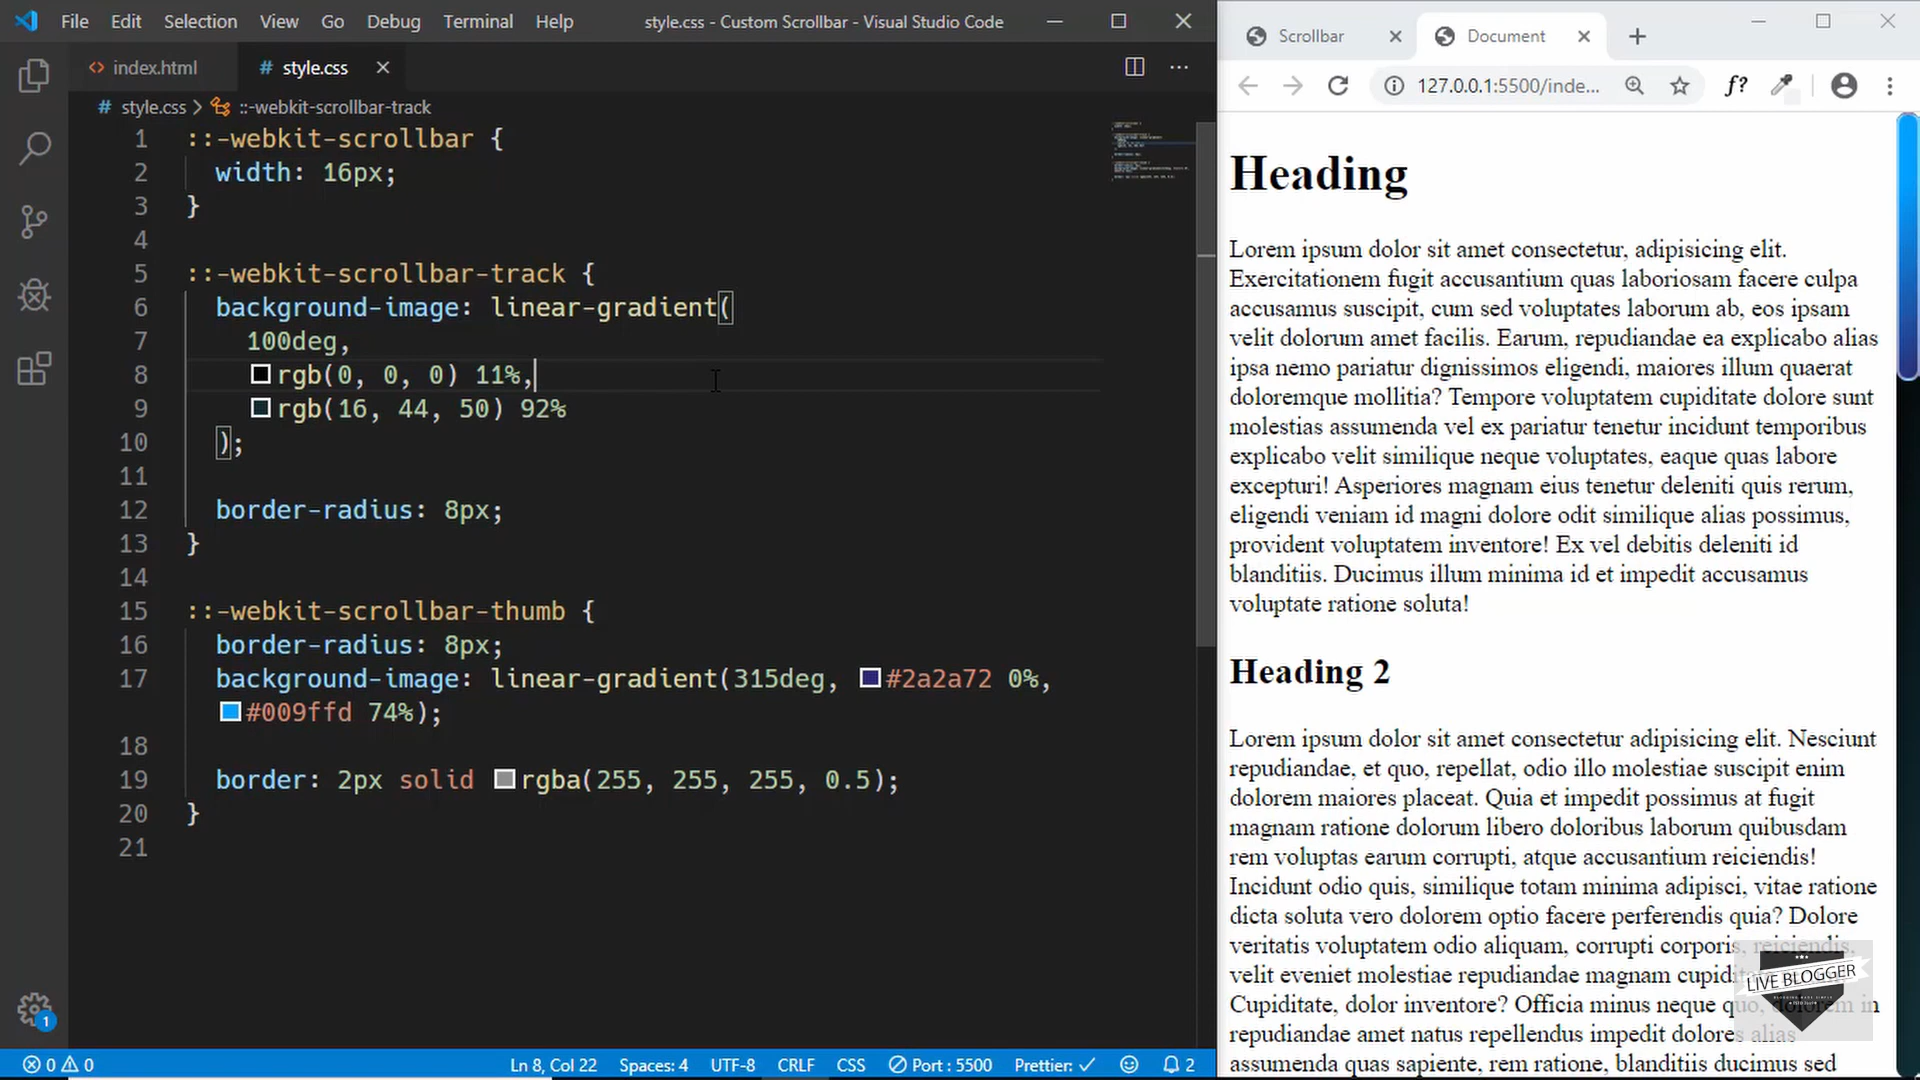 File Edit Selection View Go Debug Terminal Help style.css - Custom Scrollbar - Visual Studio Code
index.html # style.css
# style.css > ::-webkit-scrollbar-track
1 ::-webkit-scrollbar {
2 width: 16px;
3 }
4
5 ::-webkit-scrollbar-track {
6 background-image: linear-gradient(
7 100deg,
8 rgb(0, 0, 0) 11%,
9 rgb(16, 44, 50) 92%
10 );
11
12 border-radius: 8px;
13 }
14
15 ::-webkit-scrollbar-thumb {
16 border-radius: 8px;
17 background-image: linear-gradient(315deg, #2a2a72 0%,
#009ffd 74%);
18
19 border: 2px solid rgba(255, 255, 255, 0.5);
20 }
21
1
0 0 Ln 8, Col 22 Spaces: 4 UTF-8 CRLF CSS Port : 5500 Prettier: ✓ 2
Scrollbar Document
127.0.0.1:5500/inde... f?
Heading
Lorem ipsum dolor sit amet consectetur, adipisicing elit.
Exercitationem fugit accusantium quas laboriosam facere culpa
accusamus suscipit, cum sed voluptates laborum ab, eos ipsam
velit dolorum amet facilis. Earum, repudiandae ea explicabo alias
ipsa nemo pariatur dignissimos eligendi, maiores illum quaerat
doloremque mollitia? Tempore voluptatem cupiditate dolore sunt
molestias assumenda vel ex pariatur tenetur incidunt temporibus
explicabo velit similique neque voluptates, eaque quas labore
excepturi! Asperiores magnam eius tenetur deleniti quis rerum,
eligendi veniam id magni dolore odit similique alias possimus,
provident voluptatem inventore! Ex vel debitis deleniti id
blanditiis. Ducimus illum minima id et impedit accusamus
voluptate ratione soluta!
Heading 2
Lorem ipsum dolor sit amet consectetur adipisicing elit. Nesciunt
repudiandae, et quo, repellat, odio illo molestiae suscipit enim
dolorem maiores placeat. Quia et impedit possimus at fugit
magnam ratione dolorum libero doloribus laborum quibusdam
rem voluptas earum corrupti, atque accusantium reiciendis!
Incidunt odio quis, similique totam minima adipisci, vitae ratione
dicta soluta vero dolorem optio facere perferendis quia? Dolore
veritatis voluptatem odio aliquam, corrupti corporis, reiciendis,
velit eveniet molestiae repudiandae magnam
Cupiditate, dolor inventore? Officia minus neque quo, dolorem in
repudiandae amet natus repellendus impedit dolores alias
assumenda quas sapiente, rem ratione, blanditiis ducimus sed
LIVE BLOGGER